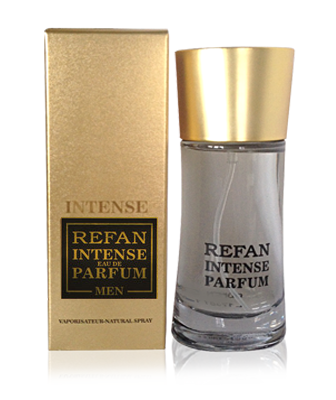 INTENSE
REFAN
INTENSE
EAU DE
PARFUM
MEN
VAPORISATEUR-NATURAL SPRAY
REFAN
INTENSE
PARFUM